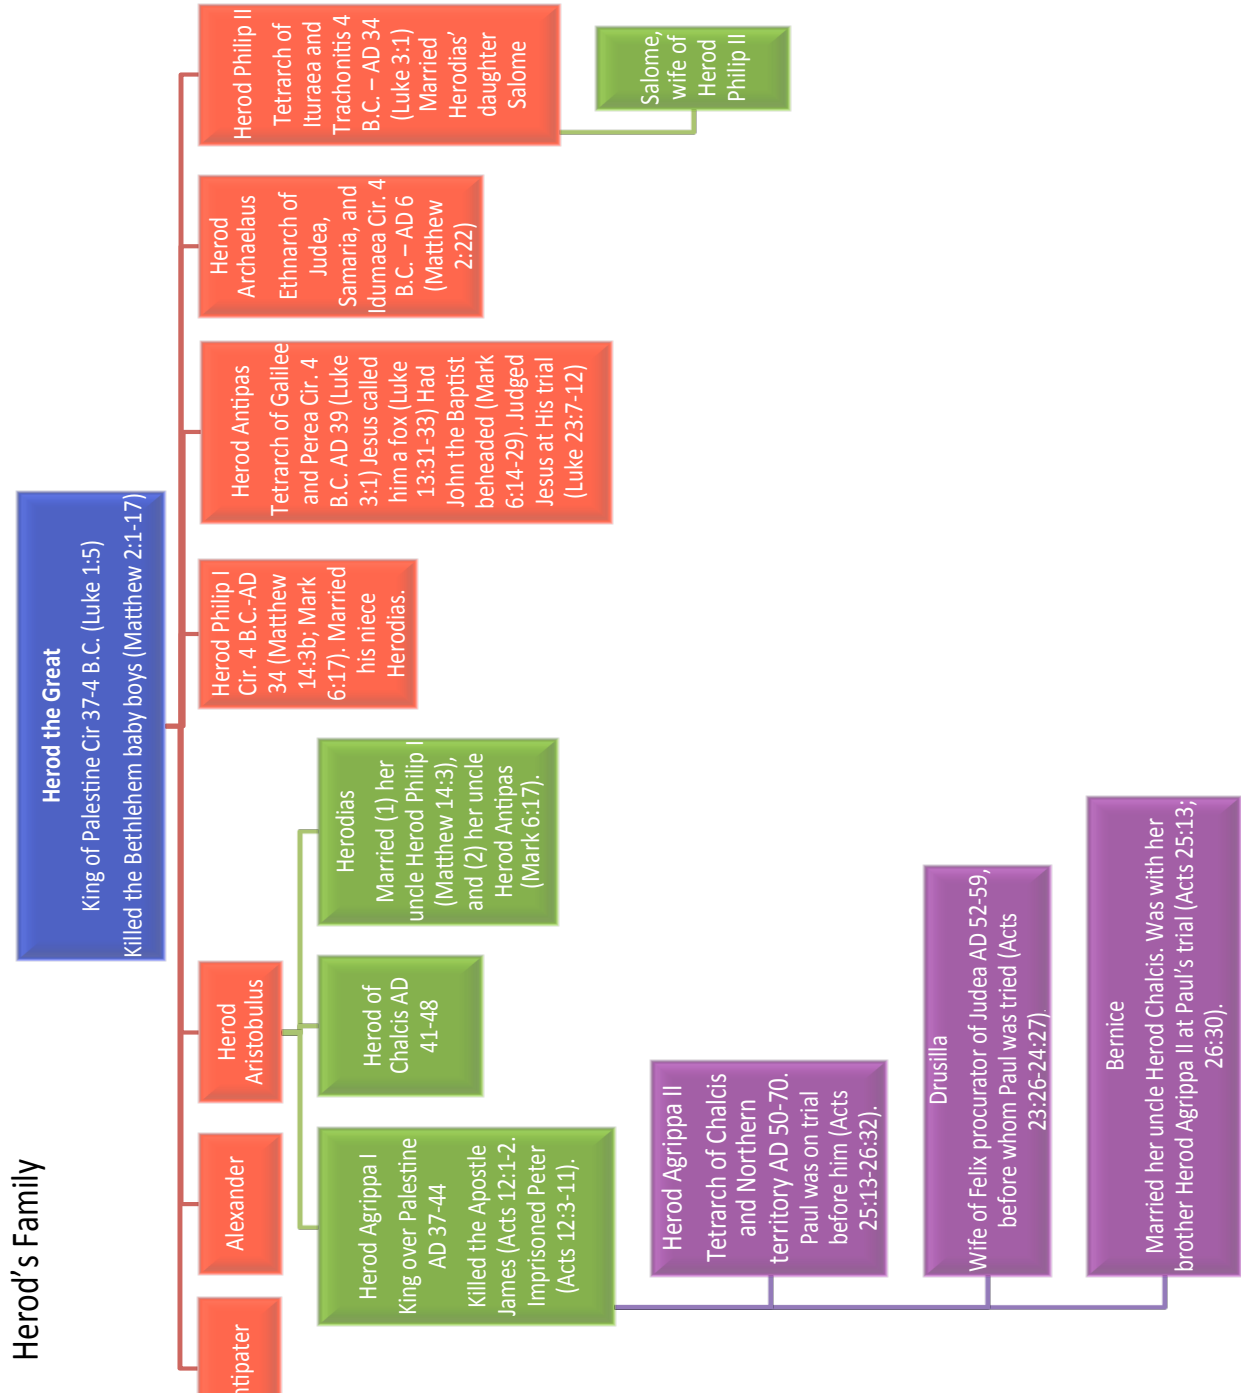 Herod's Family
Herod the Great
King of Palestine Cir 37-4 B.C. (Luke 1:5)
Killed the Bethlehem baby boys (Matthew 2:1-17)
ntipater
Alexander
Herod
Aristobulus
Herod Philip I
Cir. 4 B.C.-AD
34 (Matthew
14:3b; Mark
6:17). Married
his niece
Herodias.
Herod Antipas
Tetrarch of Galilee
and Perea Cir. 4
B.C. AD 39 (Luke
3:1) Jesus called
him a fox (Luke
13:31-33) Had
John the Baptist
beheaded (Mark
6:14-29). Judged
Jesus at His trial
(Luke 23:7-12)
Herod
Archaelaus
Ethnarch of
Judea,
Samaria, and
Idumaea Cir. 4
B.C. – AD 6
(Matthew
2:22)
Herod Philip II
Tetrarch of
Ituraea and
Trachonitis 4
B.C. – AD 34
(Luke 3:1)
Married
Herodias'
daughter
Salome
Herod Agrippa I
King over Palestine
AD 37-44
Killed the Apostle
James (Acts 12:1-2.
Imprisoned Peter
(Acts 12:3-11).
Herod of
Chalcis AD
41-48
Herodias
Married (1) her
uncle Herod Philip I
(Matthew 14:3),
and (2) her uncle
Herod Antipas
(Mark 6:17).
Salome,
wife of
Herod
Philip II
Herod Agrippa II
Tetrarch of Chalcis
and Northern
territory AD 50-70.
Paul was on trial
before him (Acts
25:13-26:32).
Drusilla
Wife of Felix procurator of Judea AD 52-59,
before whom Paul was tried (Acts
23:26-24:27).
Bernice
Married her uncle Herod Chalcis. Was with her
brother Herod Agrippa II at Paul's trial (Acts 25:13;
26:30).